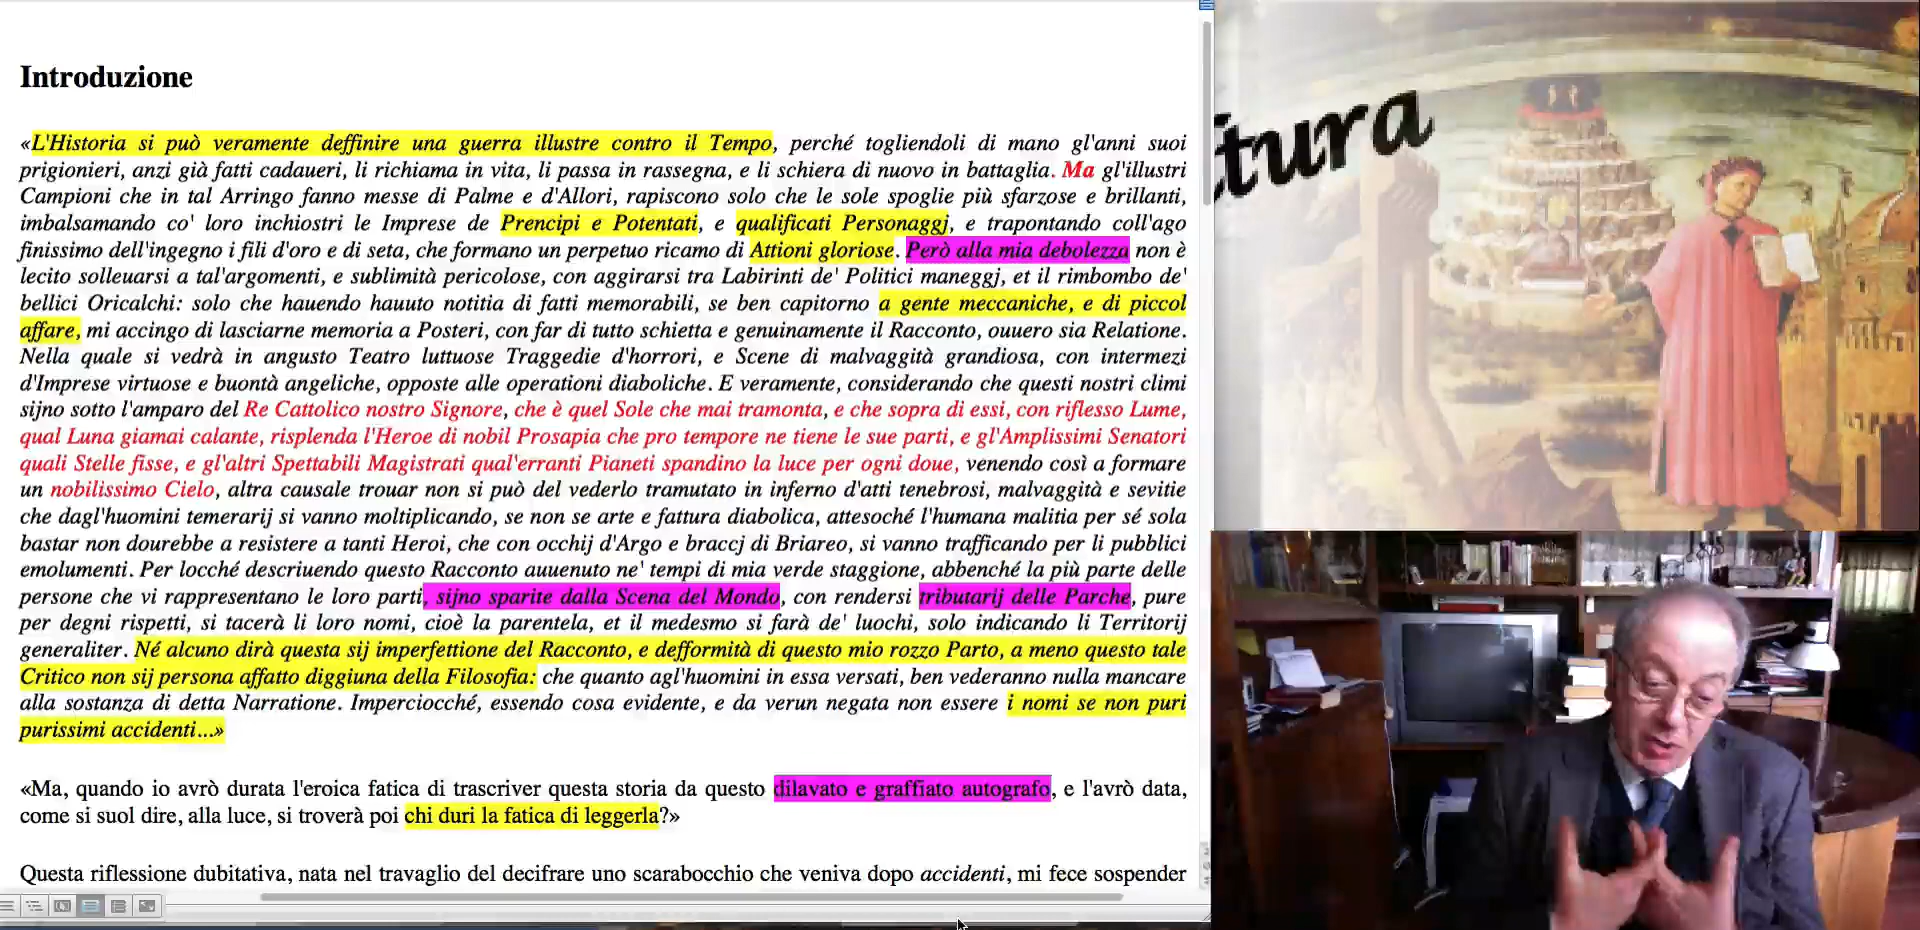 Introduzione
«L'Historia si può veramente deffinire una guerra illustre contro il Tempo, perché togliendoli di mano gl'anni suoi
prigionieri, anzi già fatti cadaueri, li richiama in vita, li passa in rassegna, e li schiera di nuovo in battaglia. Ma gl'illustri
Campioni che in tal Arringo fanno messe di Palme e d'Allori, rapiscono solo che le sole spoglie più sfarzose e brillanti,
imbalsamando co' loro inchiostri le Imprese de Prencipi e Potentati, e qualificati Personaggj, e trapontando coll'ago
finissimo dell'ingegno i fili d'oro e di seta, che formano un perpetuo ricamo di Attioni gloriose. Però alla mia debolezza non è
lecito solleuarsi a tal'argomenti, e sublimità pericolose, con aggirarsi tra Labirinti de' Politici maneggj, et il rimbombo de'
bellici Oricalchi: solo che hauendo hauuto notitia di fatti memorabili, se ben capitorno a gente meccaniche, e di piccol
affare, mi accingo di lasciarne memoria a Posteri, con far di tutto schietta e genuinamente il Racconto, ouuero sia Relatione.
Nella quale si vedrà in angusto Teatro luttuose Traggedie d'horrori, e Scene di malvaggità grandiosa, con intermezi
d'Imprese virtuose e buontà angeliche, opposte alle operationi diaboliche. E veramente, considerando che questi nostri climi
sijno sotto l'amparo del Re Cattolico nostro Signore, che è quel Sole che mai tramonta, e che sopra di essi, con riflesso Lume,
qual Luna giamai calante, risplenda l'Heroe di nobil Prosapia che pro tempore ne tiene le sue parti, e gl'Amplissimi Senatori
quali Stelle fisse, e gl'altri Spettabili Magistrati qual'erranti Pianeti spandino la luce per ogni doue, venendo così a formare
un nobilissimo Cielo, altra causale trouar non si può del vederlo tramutato in inferno d'atti tenebrosi, malvaggità e sevitie
che dagl'huomini temerarij si vanno moltiplicando, se non se arte e fattura diabolica, attesoché l'humana malitia per sé sola
bastar non dourebbe a resistere a tanti Heroi, che con occhij d'Argo e braccj di Briareo, si vanno trafficando per li pubblici
emolumenti. Per locché descriuendo questo Racconto auuenuto ne' tempi di mia verde staggione, abbenché la più parte delle
persone che vi rappresentano le loro parti, sijno sparite dalla Scena del Mondo, con rendersi tributarij delle Parche, pure
per degni rispetti, si tacerà li loro nomi, cioè la parentela, et il medesmo si farà de' luochi, solo indicando li Territorij
generaliter. Né alcuno dirà questa sij imperfettione del Racconto, e defformità di questo mio rozzo Parto, a meno questo tale
Critico non sij persona affatto diggiuna della Filosofia: che quanto agl'huomini in essa versati, ben vederanno nulla mancare
alla sostanza di detta Narratione. Imperciocché, essendo cosa evidente, e da verun negata non essere i nomi se non puri
purissimi accidenti...»
«Ma, quando io avrò durata l'eroica fatica di trascriver questa storia da questo dilavato e graffiato autografo, e l'avrò data,
come si suol dire, alla luce, si troverà poi chi duri la fatica di leggerla?»
Questa riflessione dubitativa, nata nel travaglio del decifrare uno scarabocchio che veniva dopo accidenti, mi fece sospender
tura